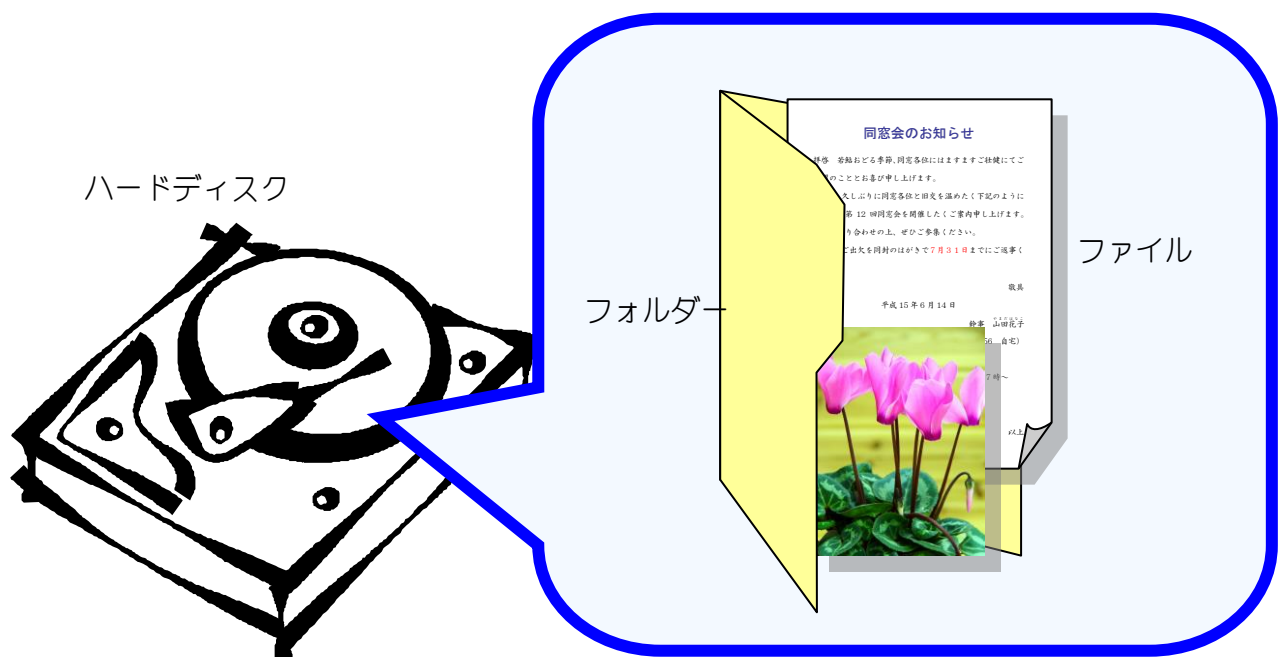 ハードディスク
フォルダー
ファイル
同窓会のお知らせ
拝啓　若鮎おどる季節、同窓各位にはますますご壮健にてご
のこととお喜び申し上げます。
久しぶりに同窓各位と旧交を温めたく下記のように
第 12 回同窓会を開催したくご案内申し上げます。
り合わせの上、ぜひご参集ください。
ご出欠を同封のはがきで７月３１日までにご返事く
敬具
平成 15 年 6 月 14 日
幹事　山田花子
56　自宅）
７時～
以上